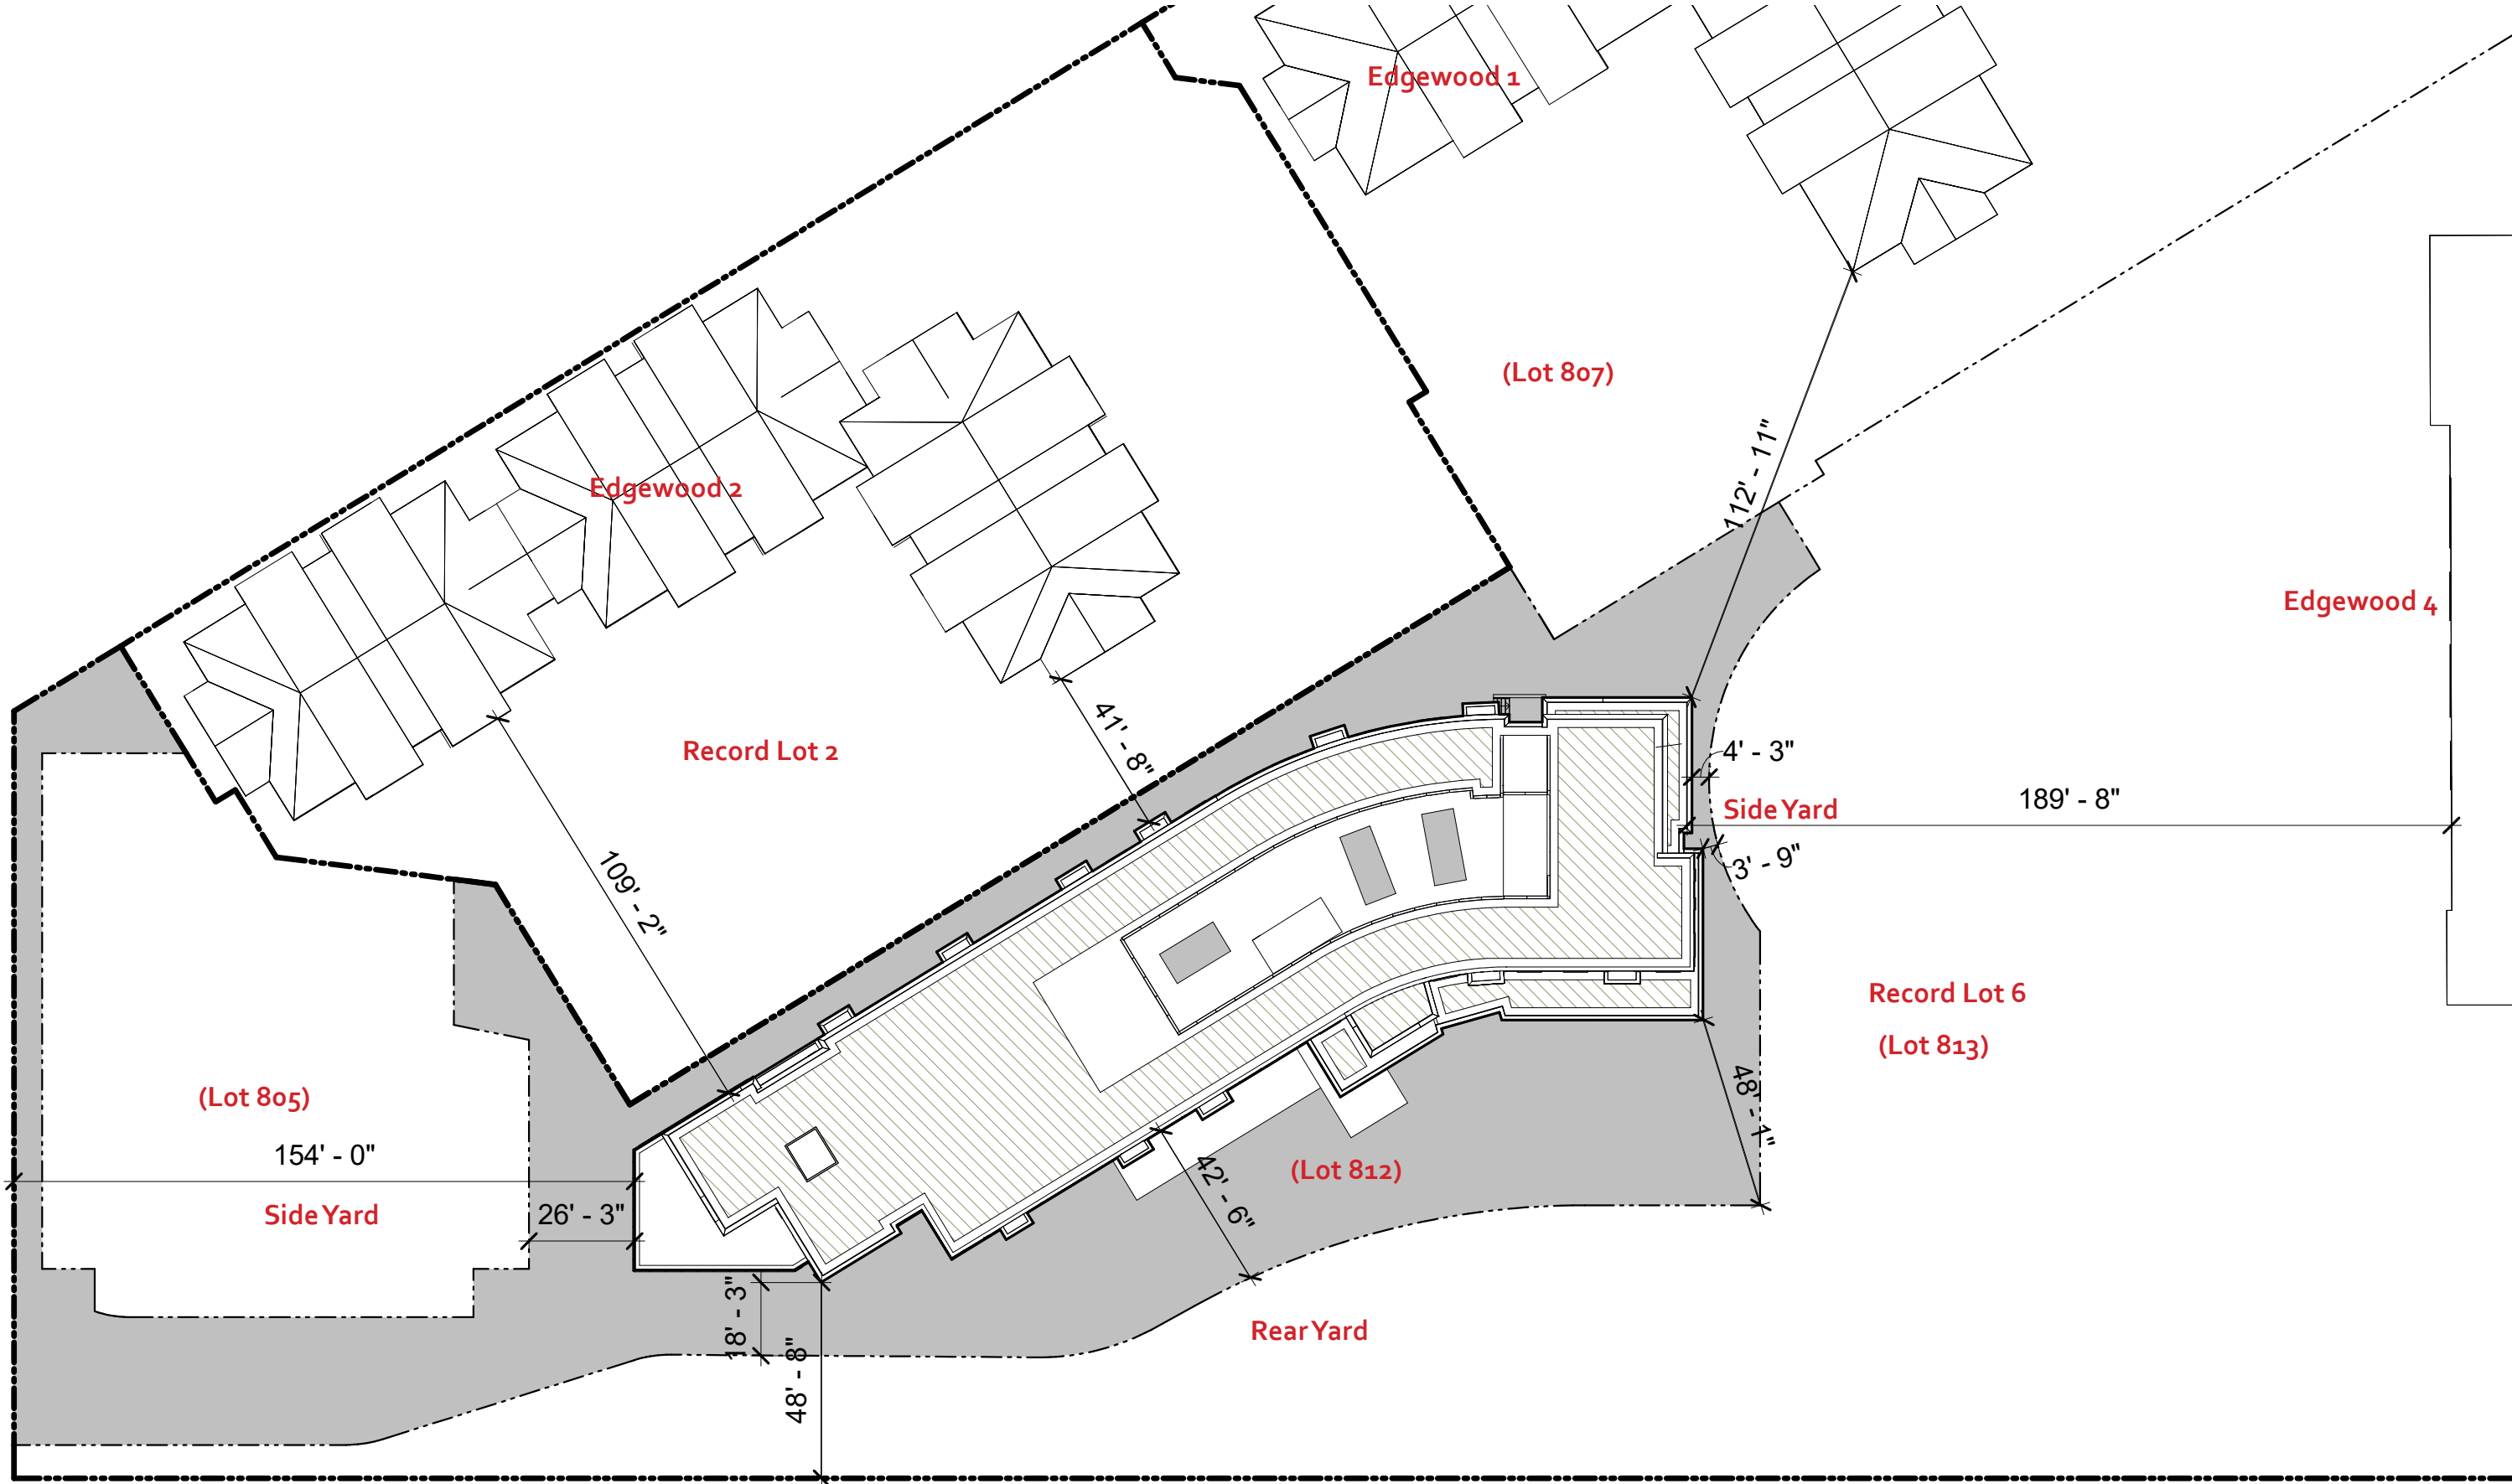 Edgewood 1
(Lot 807)
112' - 11"
Edgewood 2
Edgewood 4
41' - 8"
Record Lot 2
4' - 3"
Side Yard
189' - 8"
3' - 9"
109' - 2"
Record Lot 6
(Lot 813)
(Lot 805)
48' - 1"
154' - 0"
(Lot 812)
42' - 6"
Side Yard
26' - 3"
18' - 3"
Rear Yard
48' - 8"